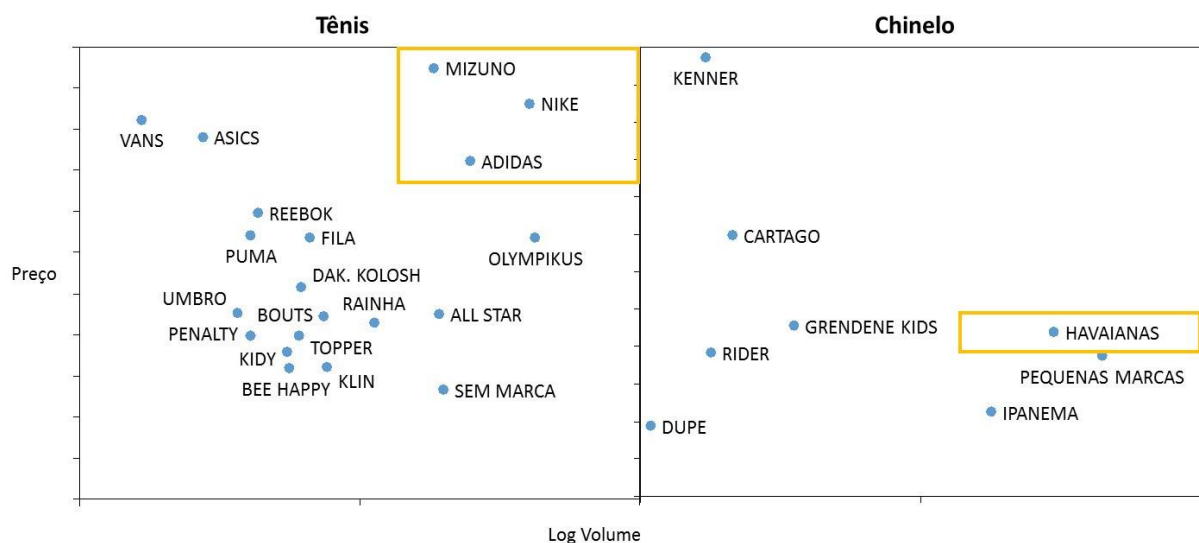 Tênis
Chinelo
MIZUNO
KENNER
NIKE
VANS
ASICS
ADIDAS
REEBOK
PUMA
FILA
OLYMPIKUS
CARTAGO
Preço
DAK. KOLOSH
UMBRO
BOUTS
RAINHA
ALL STAR
GRENDENE KIDS
HAVAIANAS
PENALTY
TOPPER
RIDER
KIDY
PEQUENAS MARCAS
BEE HAPPY
KLIN
SEM MARCA
IPANEMA
DUPE
Log Volume